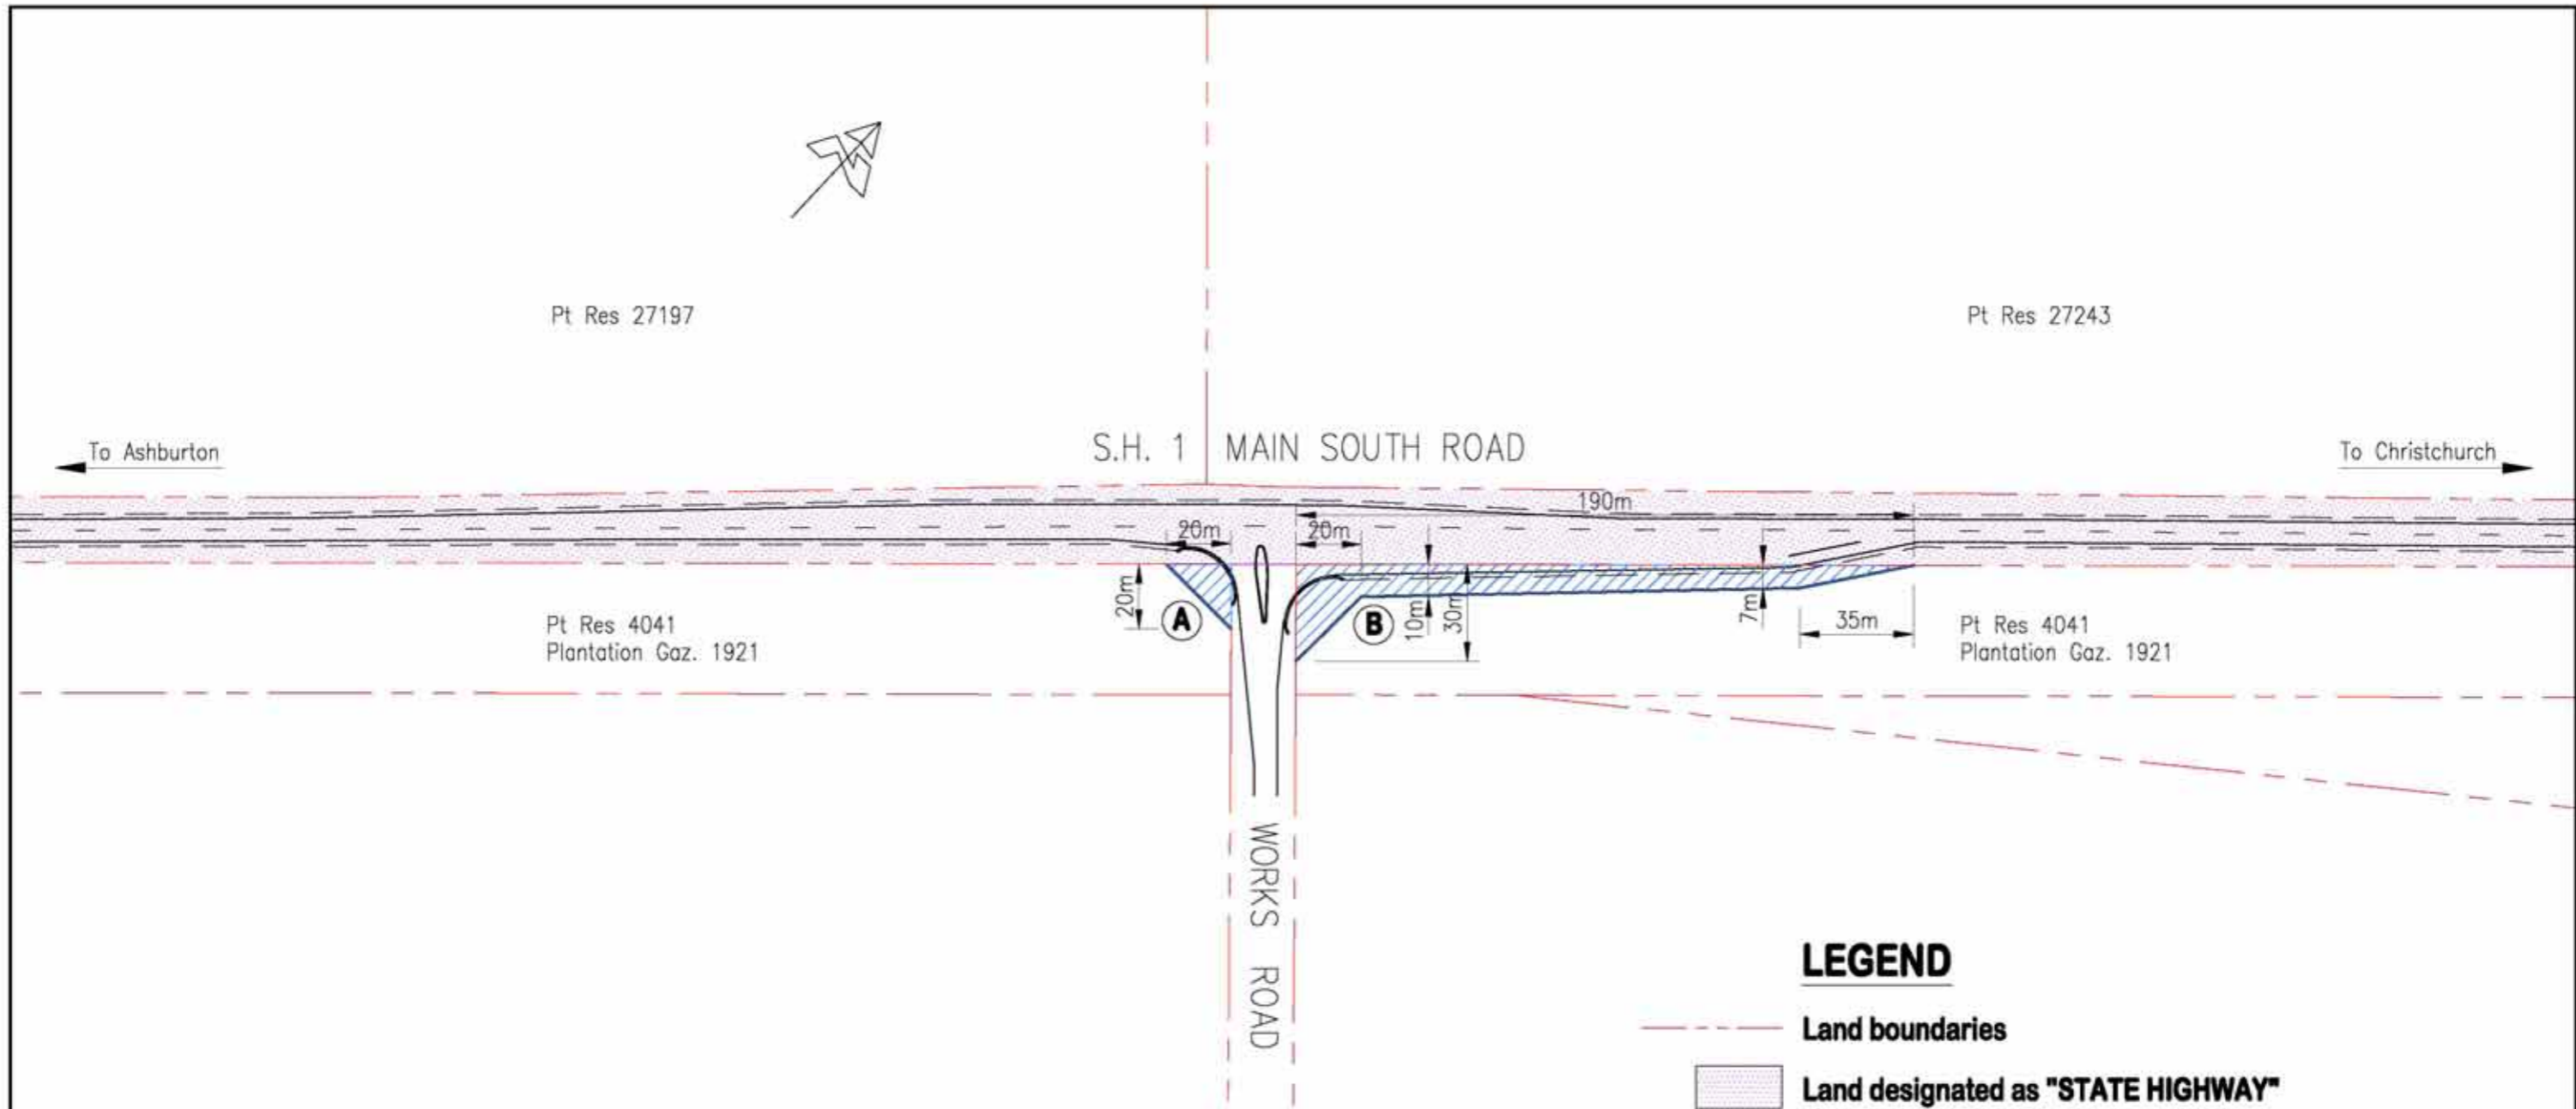 Pt Res 27197
Pt Res 27243
S.H. 1 MAIN SOUTH ROAD
To Ashburton
To Christchurch
190m
20m
20m
20m
A
B
10m
30m
7m
35m
Pt Res 4041
Plantation Gaz. 1921
Pt Res 4041
Plantation Gaz. 1921
WORKS ROAD
LEGEND
Land boundaries
Land designated as "STATE HIGHWAY"